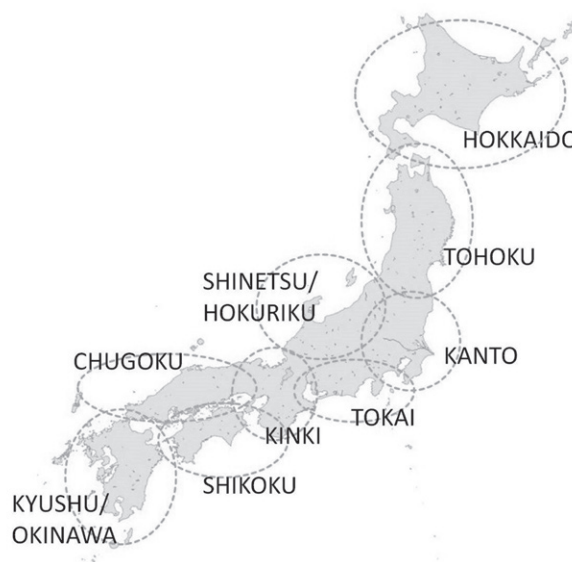 HOKKAIDO
TOHOKU
SHINETSU/
HOKURIKU
KANTO
CHUGOKU
TOKAI
KINKI
SHIKOKU
KYUSHU/
OKINAWA